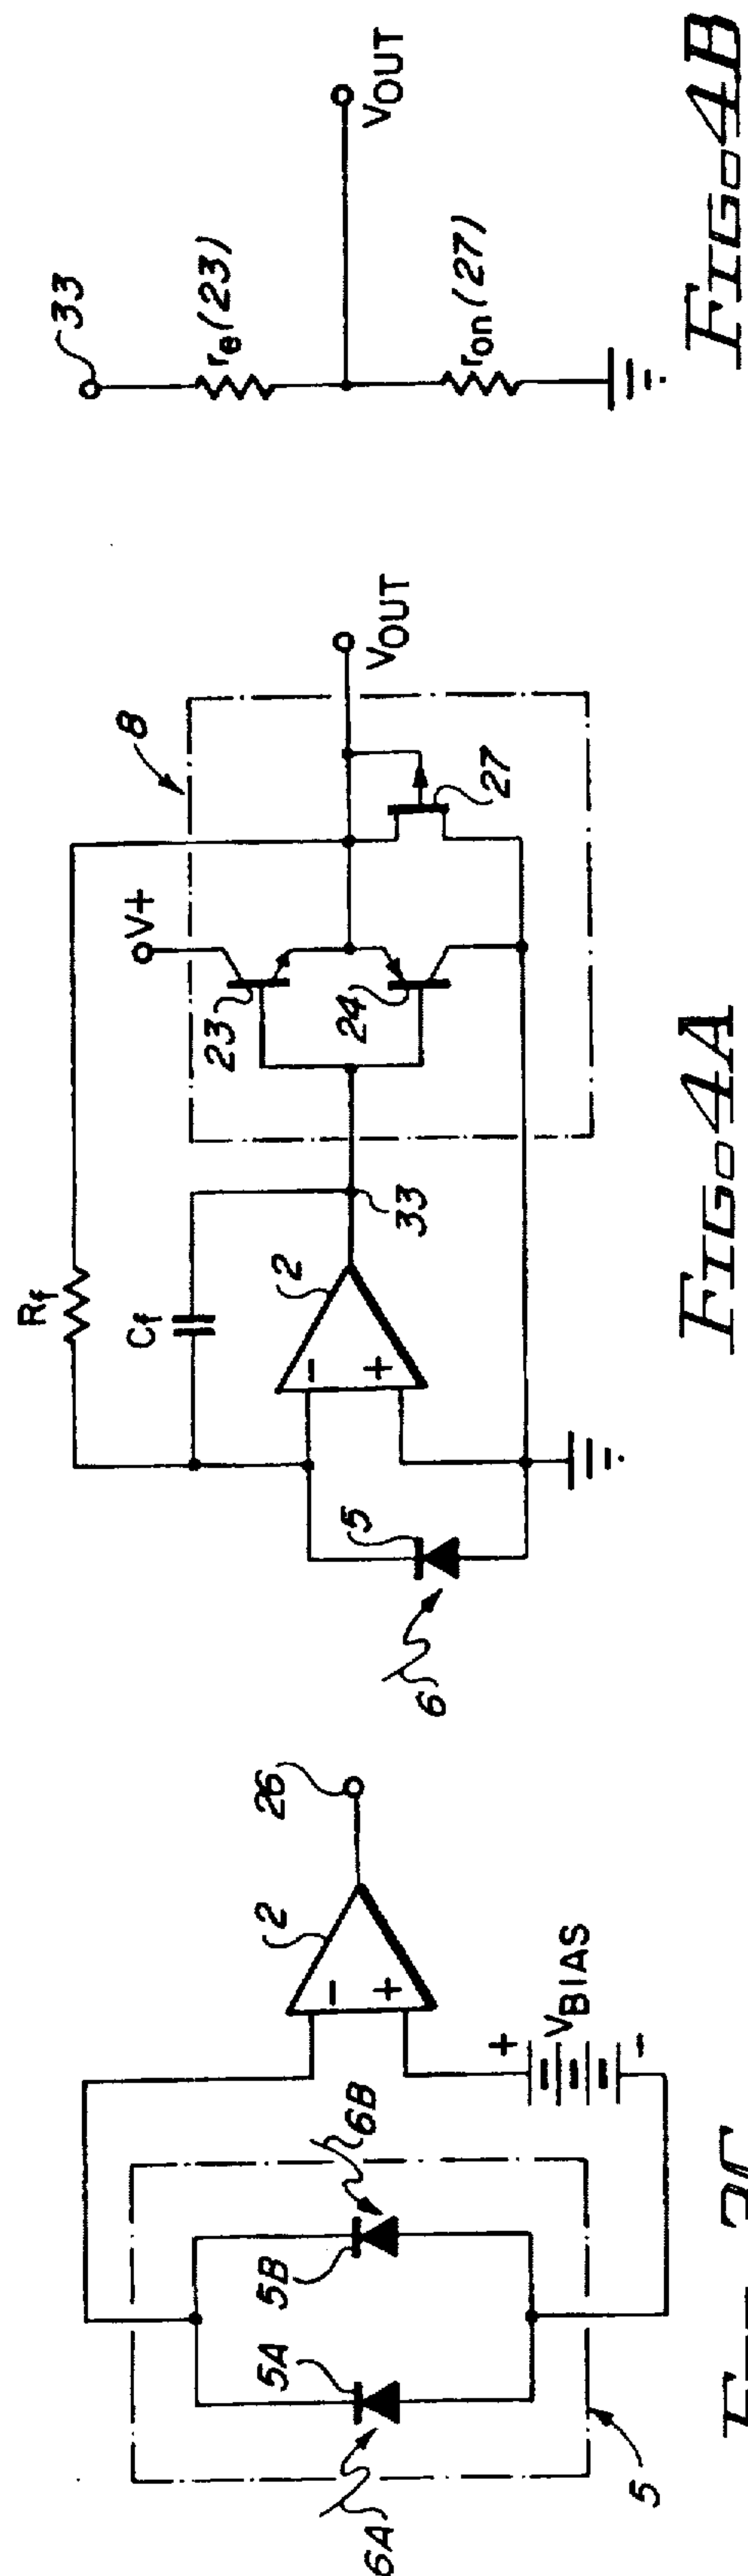 33
re(23)
VOUT
ron(27)
FIG. 4B
Rf
Cf
V+
8
23
24
27
VOUT
2
-
+
33
5
6
FIG. 4A
26
2
-
+
VBIAS
+
-
5A
5B
6A
6B
5